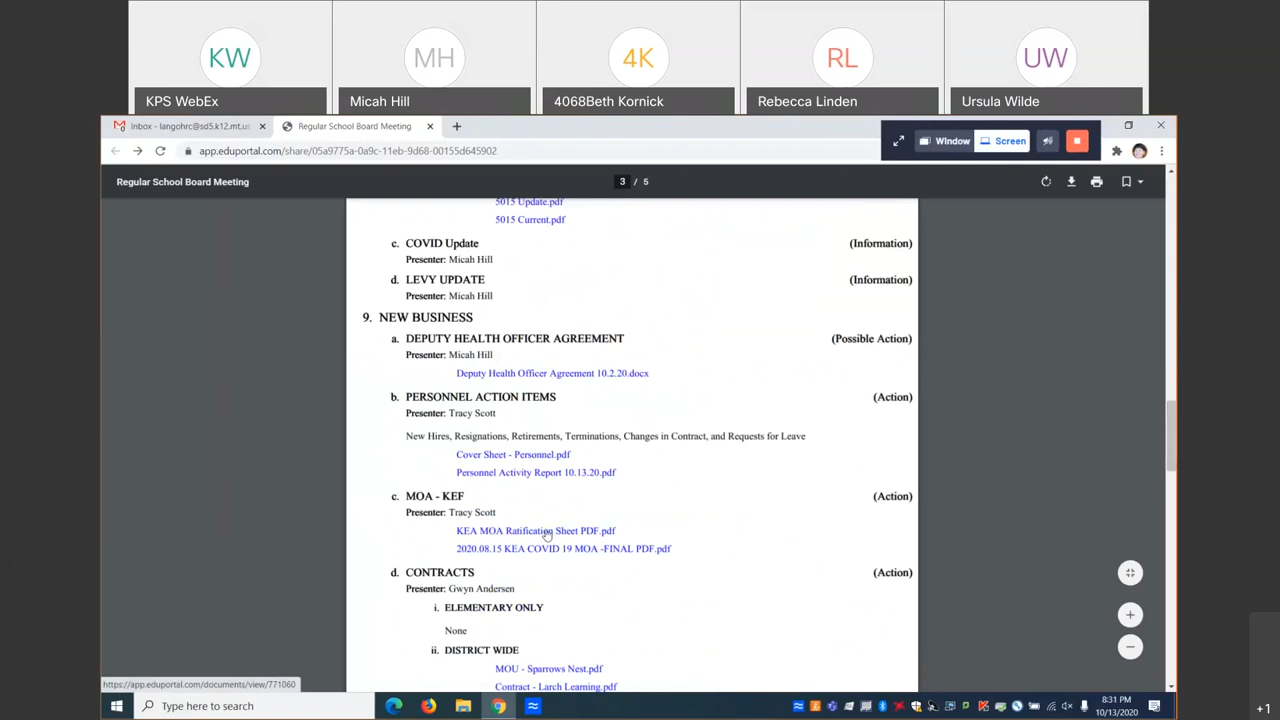 KW
MH
4K
RL
UW
KPS WebEx
Micah Hill
4068Beth Kornick
Rebecca Linden
Ursula Wilde
Inbox - langohrc@sd5.k12.mt.us
Regular School Board Meeting
Window
Screen
app.eduportal.com/share/05a9775a-0a9c-11eb-9d68-00155d645902
Regular School Board Meeting
3 / 5
5015 Update.pdf
5015 Current.pdf
c. COVID Update (Information)
Presenter: Micah Hill
d. LEVY UPDATE (Information)
Presenter: Micah Hill
9. NEW BUSINESS
a. DEPUTY HEALTH OFFICER AGREEMENT (Possible Action)
Presenter: Micah Hill
Deputy Health Officer Agreement 10.2.20.docx
b. PERSONNEL ACTION ITEMS (Action)
Presenter: Tracy Scott
New Hires, Resignations, Retirements, Terminations, Changes in Contract, and Requests for Leave
Cover Sheet - Personnel.pdf
Personnel Activity Report 10.13.20.pdf
c. MOA - KEF (Action)
Presenter: Tracy Scott
KEA MOA Ratification Sheet PDF.pdf
2020.08.15 KEA COVID 19 MOA -FINAL PDF.pdf
d. CONTRACTS (Action)
Presenter: Gwyn Andersen
i. ELEMENTARY ONLY
None
ii. DISTRICT WIDE
MOU - Sparrows Nest.pdf
Contract - Larch Learning.pdf
https://app.eduportal.com/documents/view/771060
Type here to search
8:31 PM
10/13/2020
+1